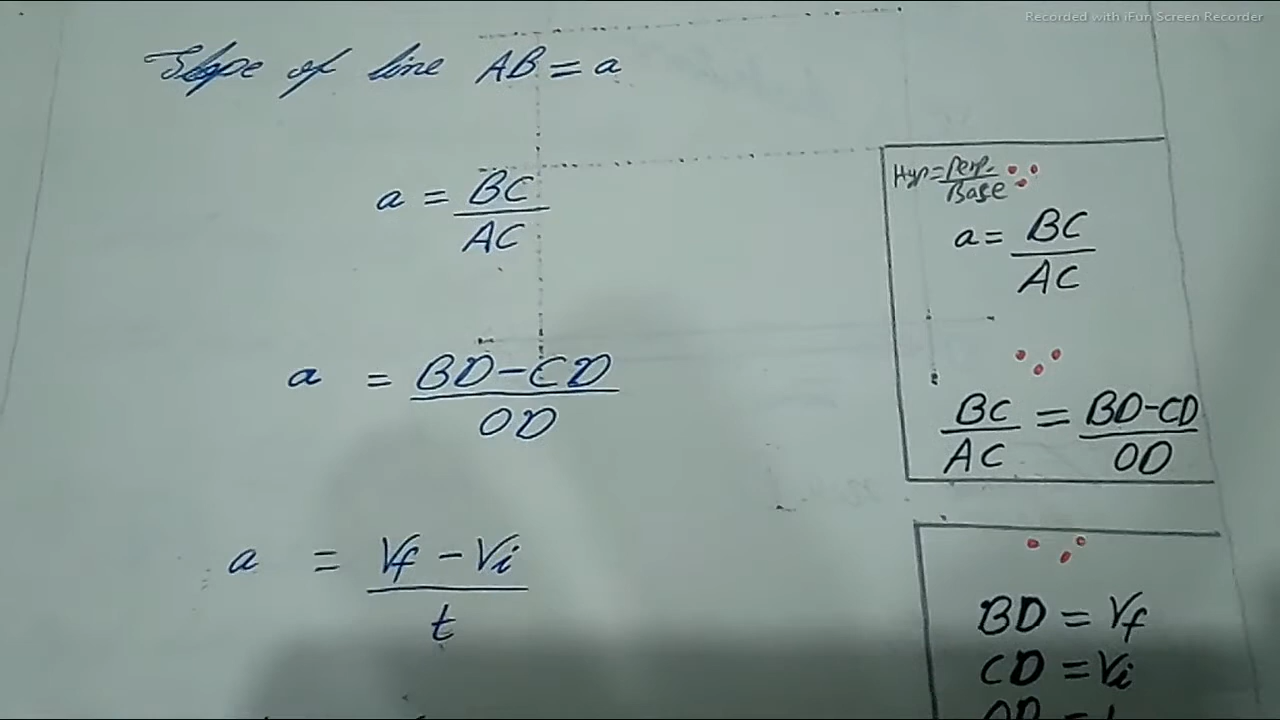 Recorded with iFun Screen Recorder
Slope of line AB = a
a = BC / AC
a = BD - CD / OD
a = Vf - Vi / t
Hyp = Perp. / Base ∵
a = BC / AC
∵
BC / AC = BD - CD / OD
∵
BD = Vf
CD = Vi
OD = t